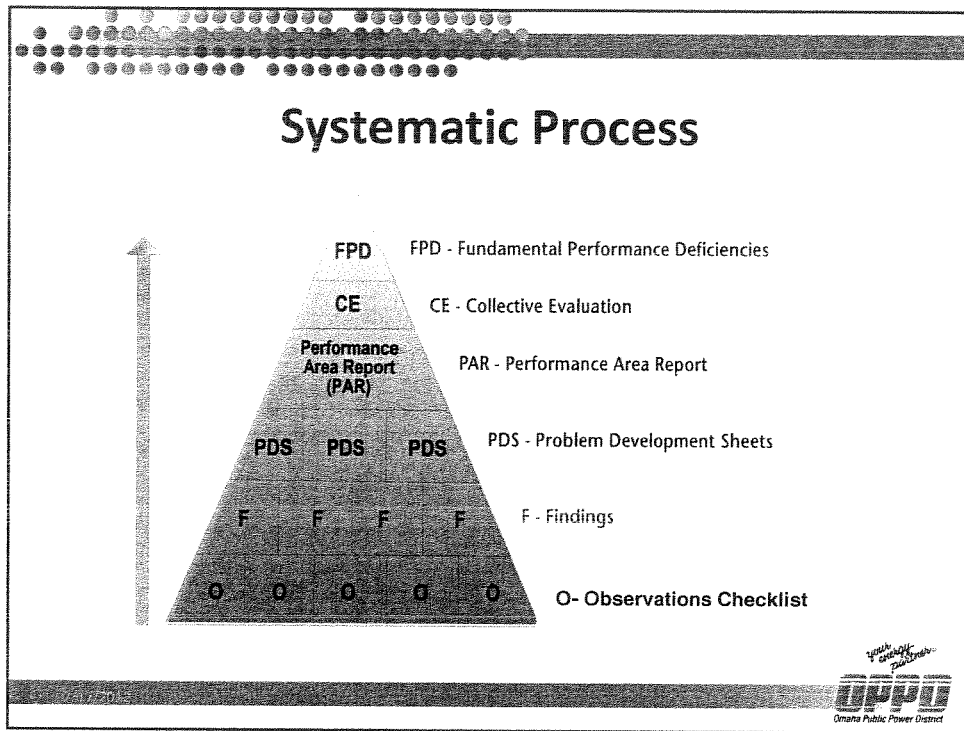 Systematic Process
FPD
FPD - Fundamental Performance Deficiencies
CE
CE - Collective Evaluation
Performance
Area Report
(PAR)
PAR - Performance Area Report
PDS PDS PDS
PDS - Problem Development Sheets
F F F F
F - Findings
O O O O O
O- Observations Checklist
your
energy
partner
OPPD
Omaha Public Power District